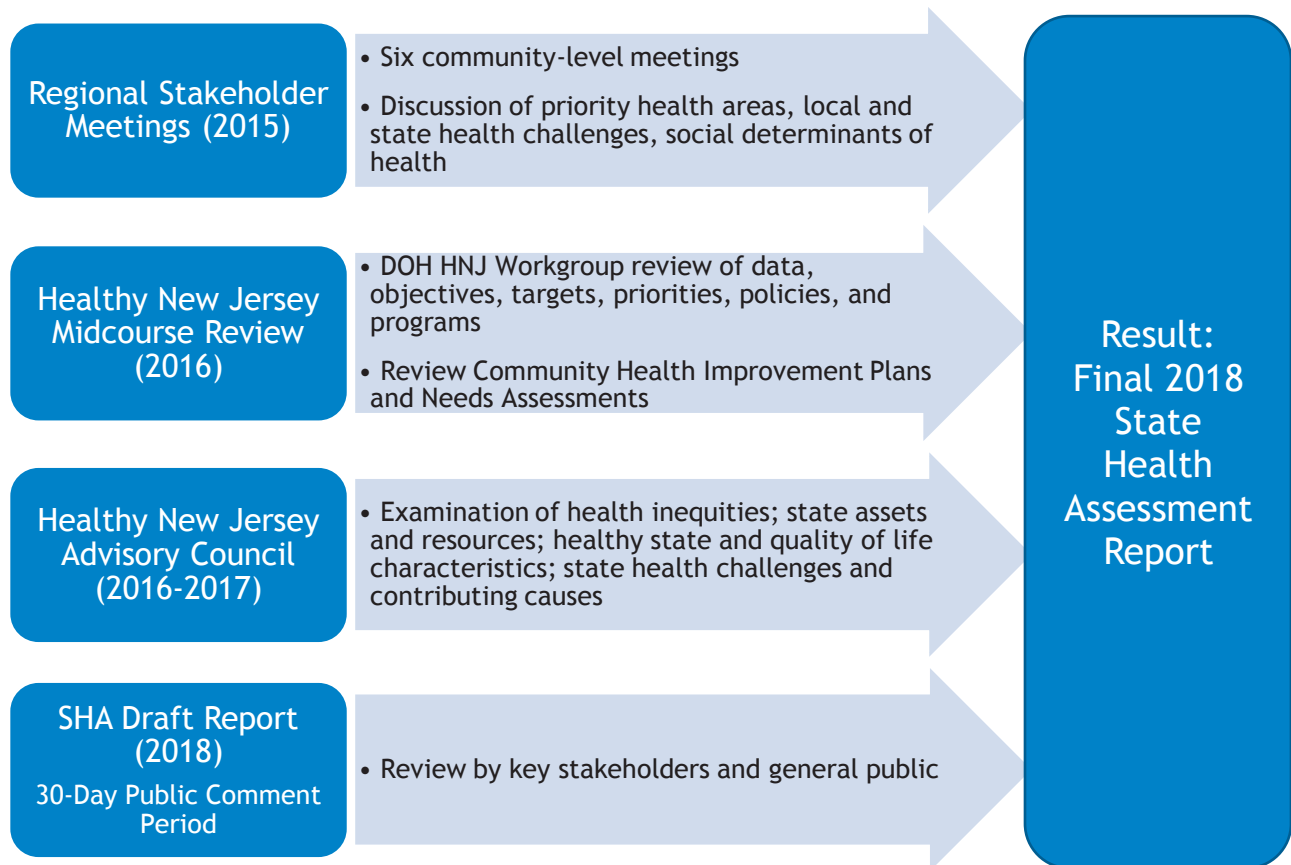 Regional Stakeholder
Meetings (2015)
• Six community-level meetings
• Discussion of priority health areas, local and
state health challenges, social determinants of
health
Healthy New Jersey
Midcourse Review
(2016)
• DOH HNJ Workgroup review of data,
objectives, targets, priorities, policies, and
programs
• Review Community Health Improvement Plans
and Needs Assessments
Healthy New Jersey
Advisory Council
(2016-2017)
• Examination of health inequities; state assets
and resources; healthy state and quality of life
characteristics; state health challenges and
contributing causes
SHA Draft Report
(2018)
30-Day Public Comment
Period
• Review by key stakeholders and general public
Result:
Final 2018
State
Health
Assessment
Report